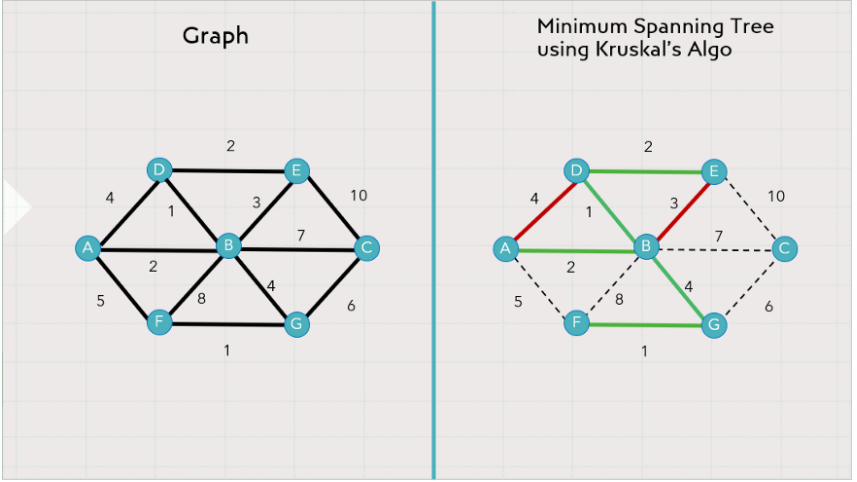 Graph
Minimum Spanning Tree
using Kruskal's Algo
2
D
E
4
1
3
10
A
B
7
C
2
5
8
4
6
F
G
1
2
D
E
4
1
3
10
A
B
7
C
2
5
8
4
6
F
G
1